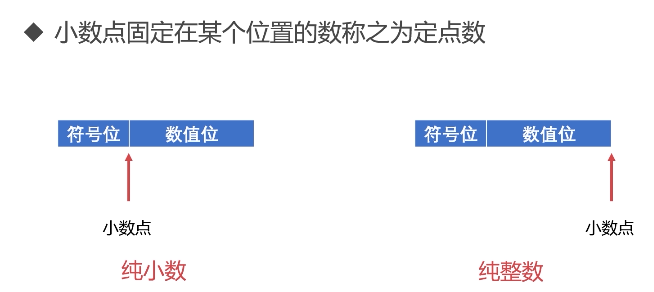 小数点固定在某个位置的数称之为定点数
符号位 数值位
符号位 数值位
小数点
小数点
纯小数
纯整数